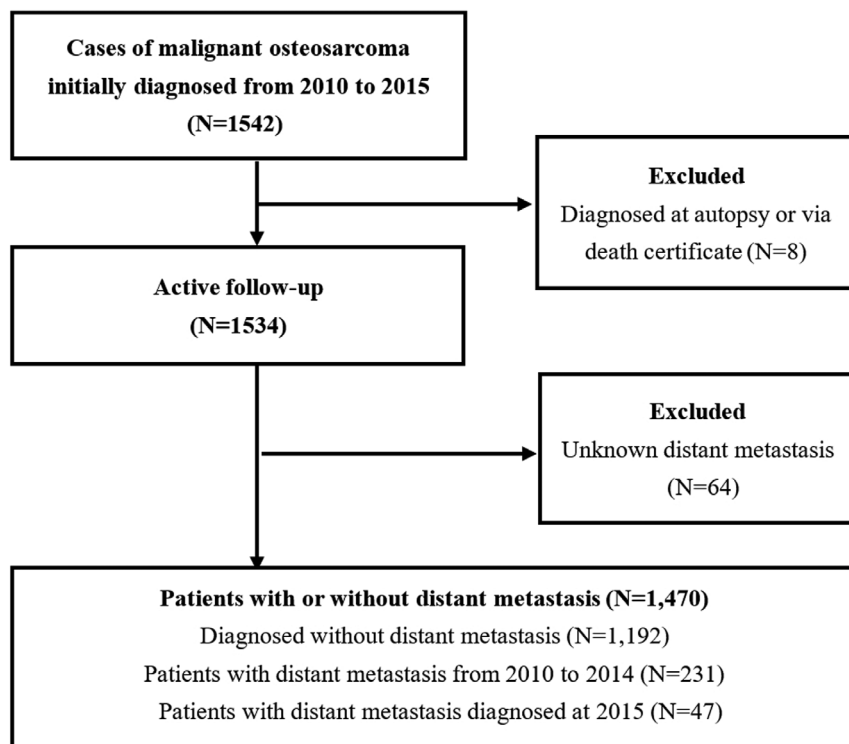 Cases of malignant osteosarcoma
initially diagnosed from 2010 to 2015
(N=1542)
Excluded
Diagnosed at autopsy or via
death certificate (N=8)
Active follow-up
(N=1534)
Excluded
Unknown distant metastasis
(N=64)
Patients with or without distant metastasis (N=1,470)
Diagnosed without distant metastasis (N=1,192)
Patients with distant metastasis from 2010 to 2014 (N=231)
Patients with distant metastasis diagnosed at 2015 (N=47)